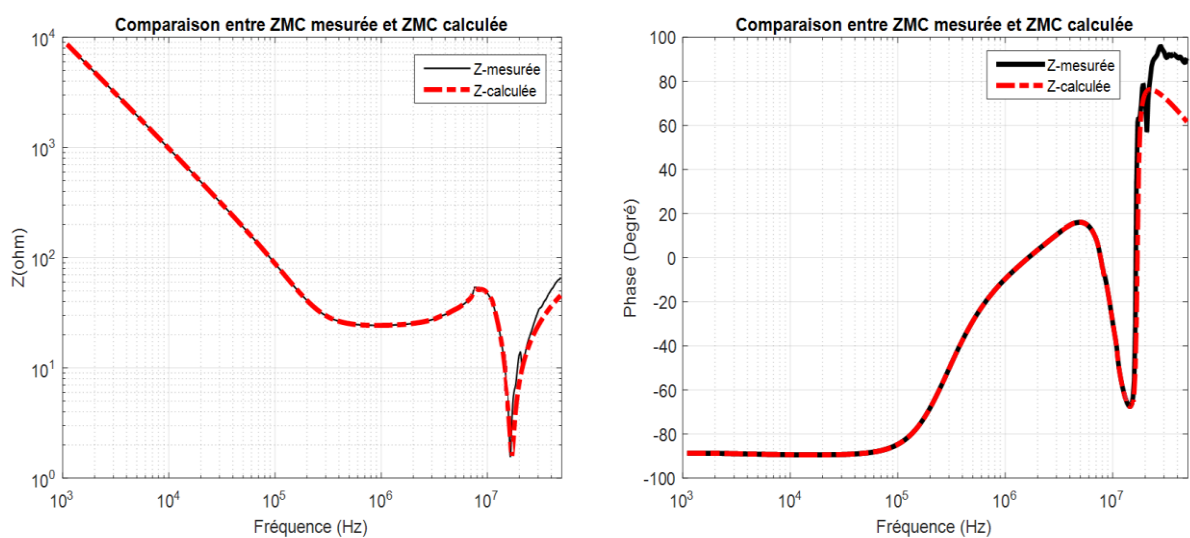 Comparaison entre ZMC mesurée et ZMC calculée
10^4
10^3
10^2
10^1
10^0
Z(ohm)
Z-mesurée
Z-calculée
10^3 10^4 10^5 10^6 10^7
Fréquence (Hz)
Comparaison entre ZMC mesurée et ZMC calculée
100
80
60
40
20
0
-20
-40
-60
-80
-100
Phase (Degré)
Z-mesurée
Z-calculée
10^3 10^4 10^5 10^6 10^7
Fréquence (Hz)